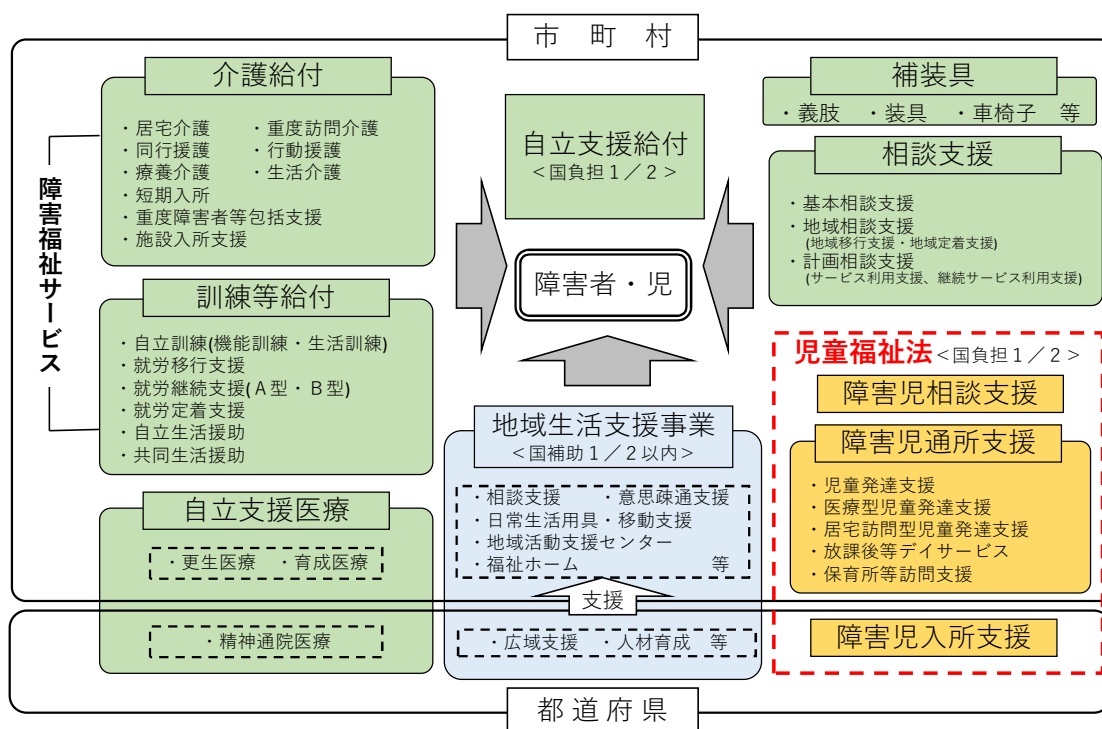 市 町 村
介護給付
・居宅介護 ・重度訪問介護
・同行援護 ・行動援護
・療養介護 ・生活介護
・短期入所
・重度障害者等包括支援
・施設入所支援
障害福祉サービス
訓練等給付
・自立訓練(機能訓練・生活訓練)
・就労移行支援
・就労継続支援(A型・B型)
・就労定着支援
・自立生活援助
・共同生活援助
自立支援医療
・更生医療 ・育成医療
・精神通院医療
自立支援給付
<国負担1/2>
障害者・児
地域生活支援事業
<国補助1/2以内>
・相談支援 ・意思疎通支援
・日常生活用具・移動支援
・地域活動支援センター
・福祉ホーム 等
支援
・広域支援 ・人材育成 等
補装具
・義肢 ・装具 ・車椅子 等
相談支援
・基本相談支援
・地域相談支援
(地域移行支援・地域定着支援)
・計画相談支援
(サービス利用支援、継続サービス利用支援)
児童福祉法<国負担1/2>
障害児相談支援
障害児通所支援
・児童発達支援
・医療型児童発達支援
・居宅訪問型児童発達支援
・放課後等デイサービス
・保育所等訪問支援
障害児入所支援
都 道 府 県